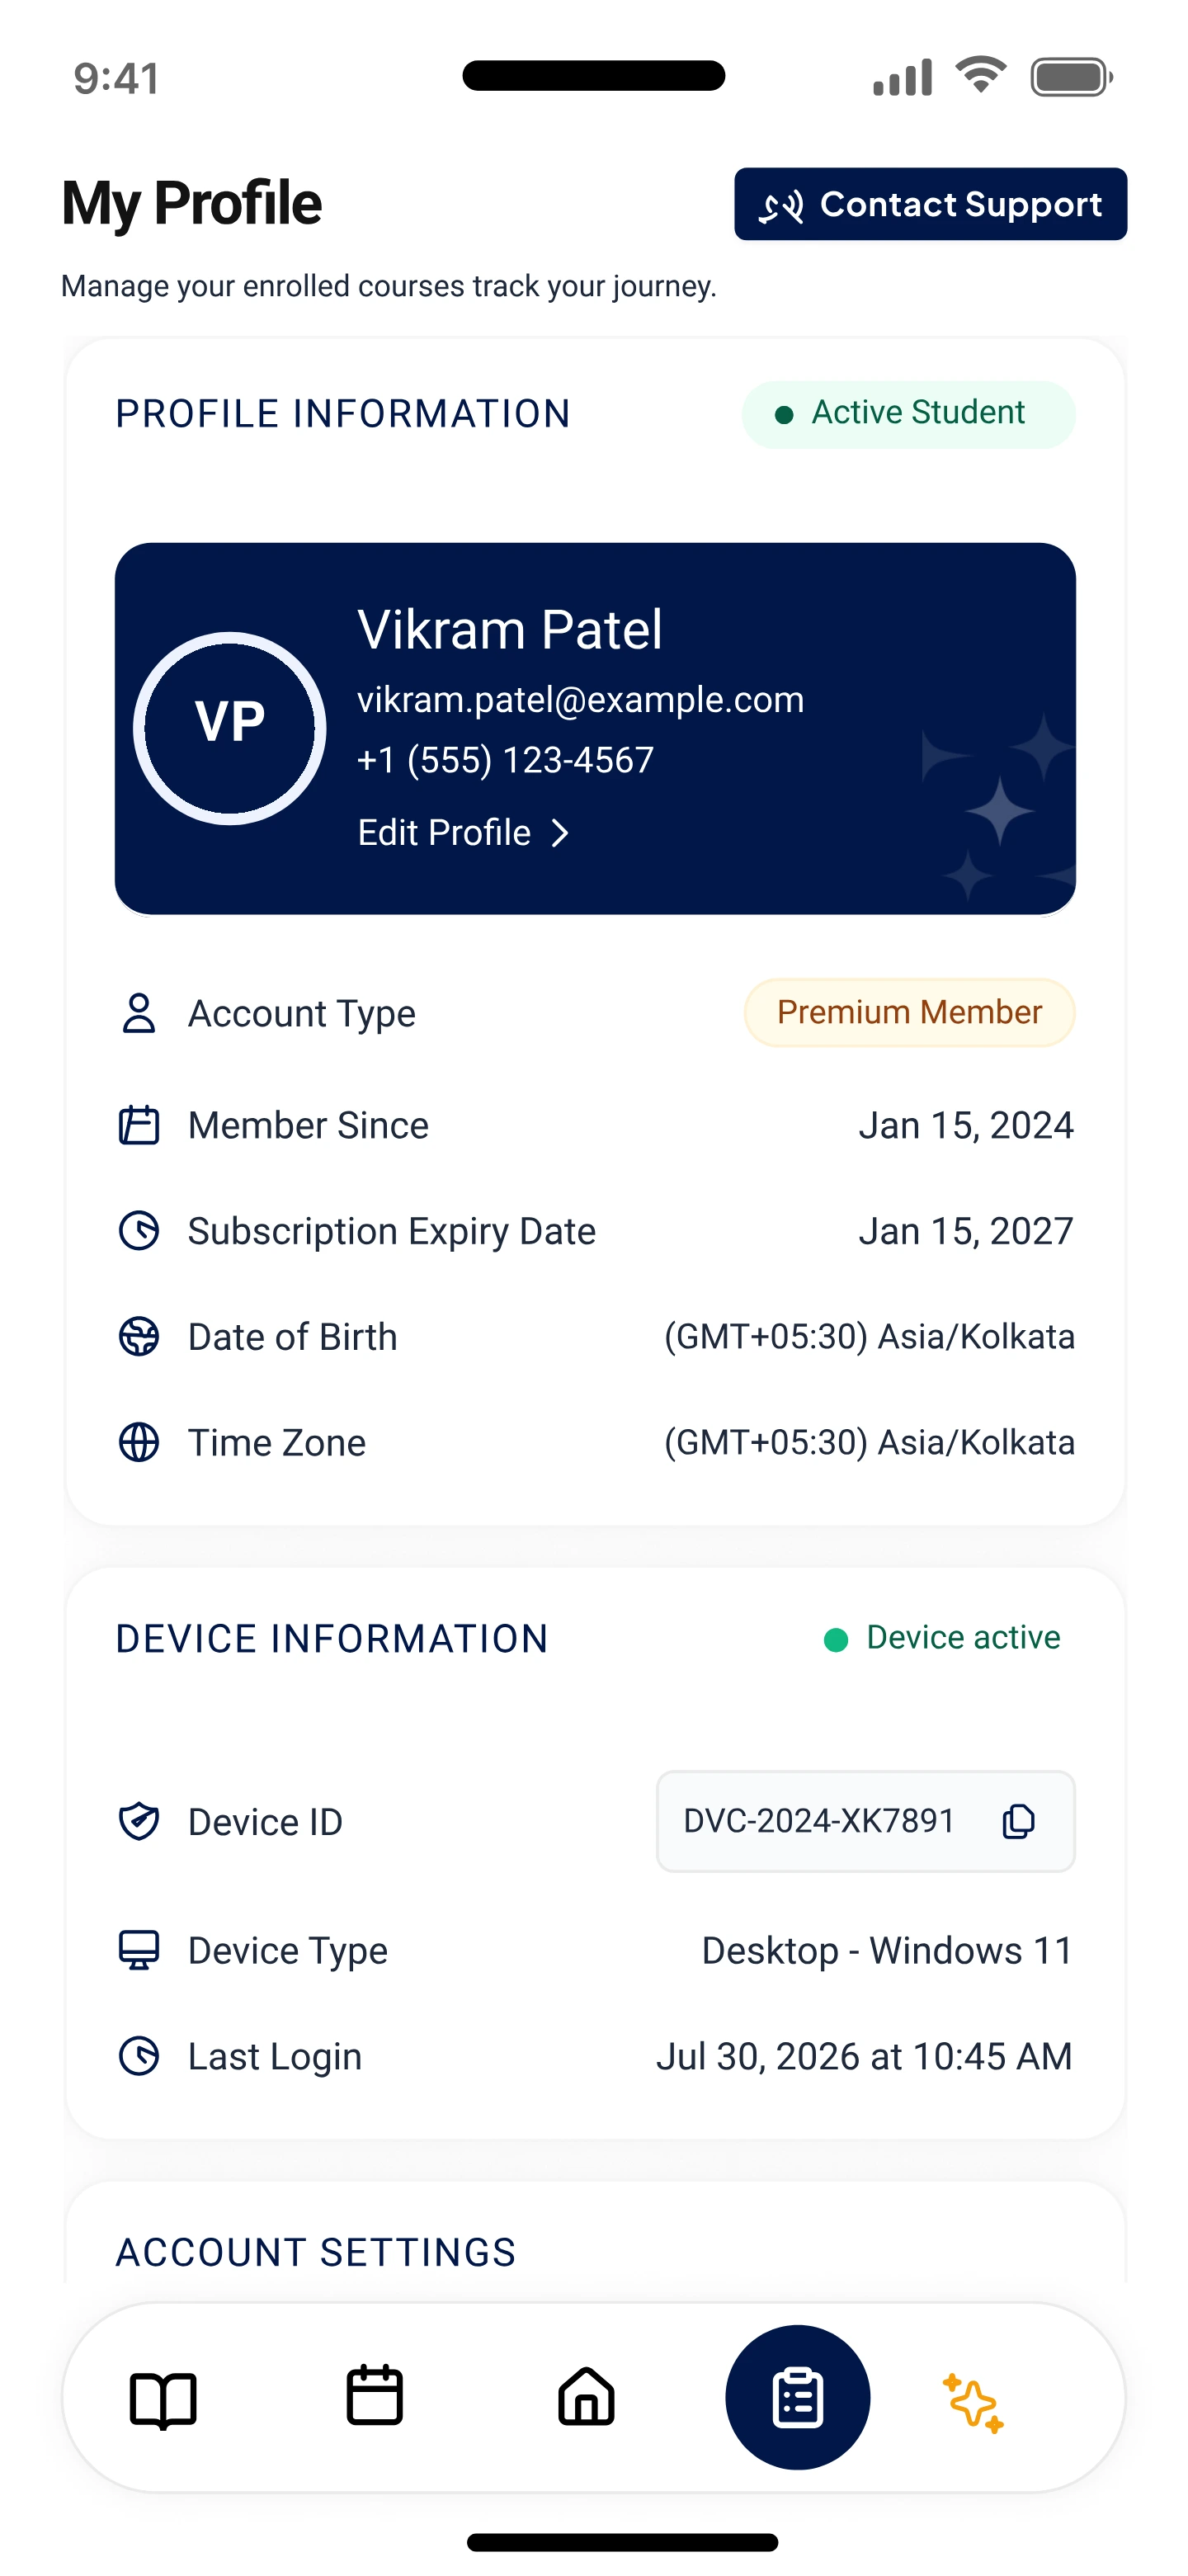 9:41
My Profile
Contact Support
Manage your enrolled courses track your journey.
PROFILE INFORMATION
Active Student
VP
Vikram Patel
vikram.patel@example.com
+1 (555) 123-4567
Edit Profile
Account Type
Premium Member
Member Since
Jan 15, 2024
Subscription Expiry Date
Jan 15, 2027
Date of Birth
(GMT+05:30) Asia/Kolkata
Time Zone
(GMT+05:30) Asia/Kolkata
DEVICE INFORMATION
Device active
Device ID
DVC-2024-XK7891
Device Type
Desktop - Windows 11
Last Login
Jul 30, 2026 at 10:45 AM
ACCOUNT SETTINGS